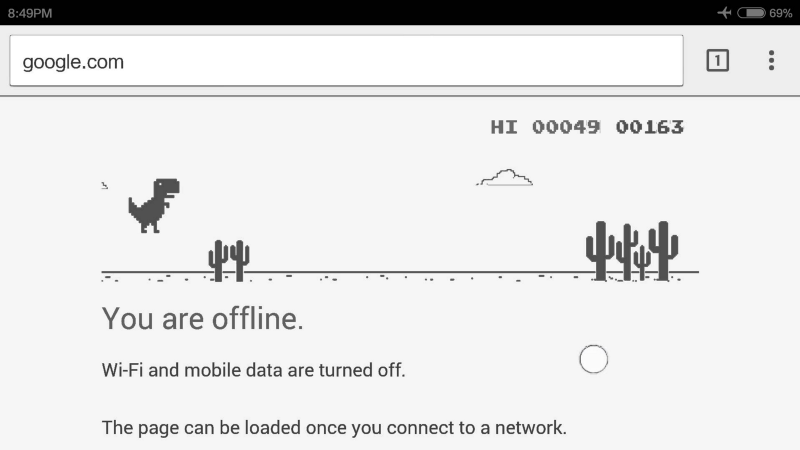 8:49PM 69%
google.com 1
HI 00049 00163
You are offline.
Wi-Fi and mobile data are turned off.
The page can be loaded once you connect to a network.